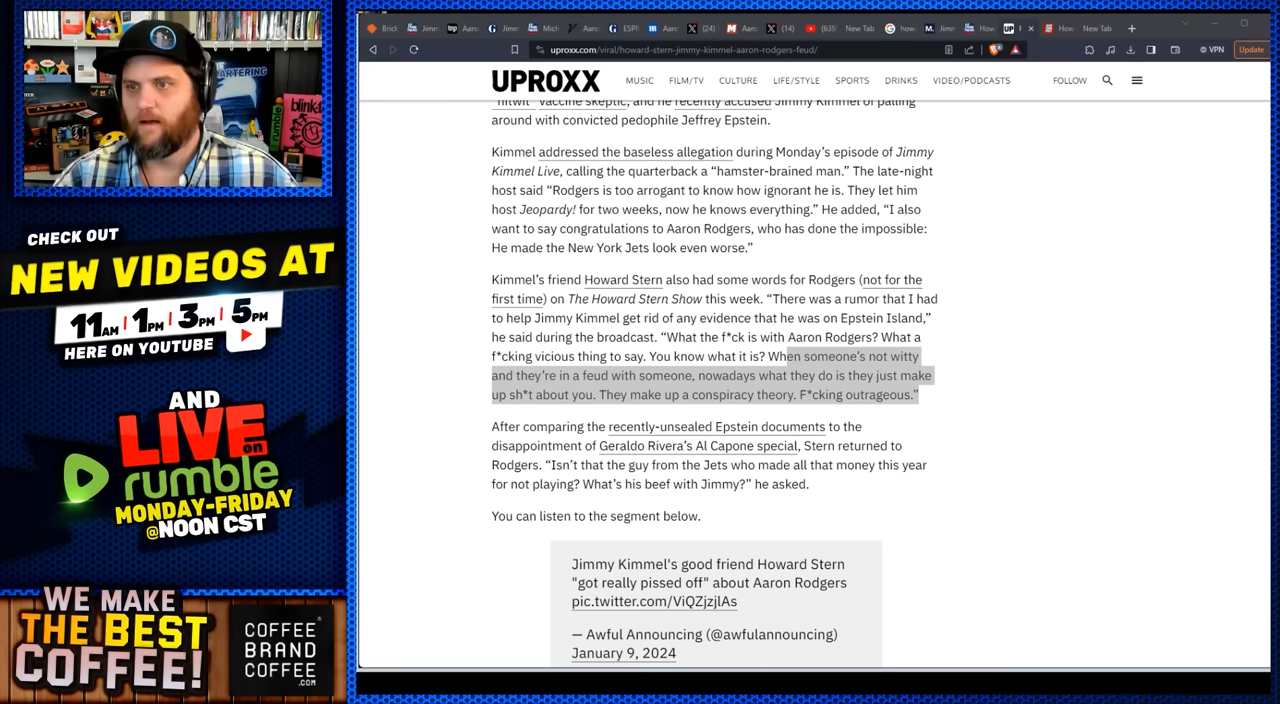 DARTERING
blink-
CHECK OUT
NEW VIDEOS AT
11AM | 1PM | 3PM | 5PM
HERE ON YOUTUBE
AND
LIVE on
rumble
MONDAY-FRIDAY
@NOON CST
WE MAKE
THE BEST
COFFEE!
COFFEE
BRAND
COFFEE
.COM
Brick
uproxx.com/viral/howard-stern-jimmy-kimmel-aaron-rodgers-feud/
VPN
Update
UPROXX MUSIC FILM/TV CULTURE LIFE/STYLE SPORTS DRINKS VIDEO/PODCASTS FOLLOW
"nitwit" vaccine skeptic, and he recently accused Jimmy Kimmel of palling
around with convicted pedophile Jeffrey Epstein.
Kimmel addressed the baseless allegation during Monday's episode of Jimmy
Kimmel Live, calling the quarterback a “hamster-brained man.” The late-night
host said “Rodgers is too arrogant to know how ignorant he is. They let him
host Jeopardy! for two weeks, now he knows everything.” He added, “I also
want to say congratulations to Aaron Rodgers, who has done the impossible:
He made the New York Jets look even worse.”
Kimmel’s friend Howard Stern also had some words for Rodgers (not for the
first time) on The Howard Stern Show this week. “There was a rumor that I had
to help Jimmy Kimmel get rid of any evidence that he was on Epstein Island,”
he said during the broadcast. “What the f*ck is with Aaron Rodgers? What a
f*cking vicious thing to say. You know what it is? When someone’s not witty
and they’re in a feud with someone, nowadays what they do is they just make
up sh*t about you. They make up a conspiracy theory. F*cking outrageous.”
After comparing the recently-unsealed Epstein documents to the
disappointment of Geraldo Rivera’s Al Capone special, Stern returned to
Rodgers. “Isn’t that the guy from the Jets who made all that money this year
for not playing? What’s his beef with Jimmy?” he asked.
You can listen to the segment below.
Jimmy Kimmel's good friend Howard Stern
"got really pissed off" about Aaron Rodgers
pic.twitter.com/ViQZjzjlAs
— Awful Announcing (@awfulannouncing)
January 9, 2024